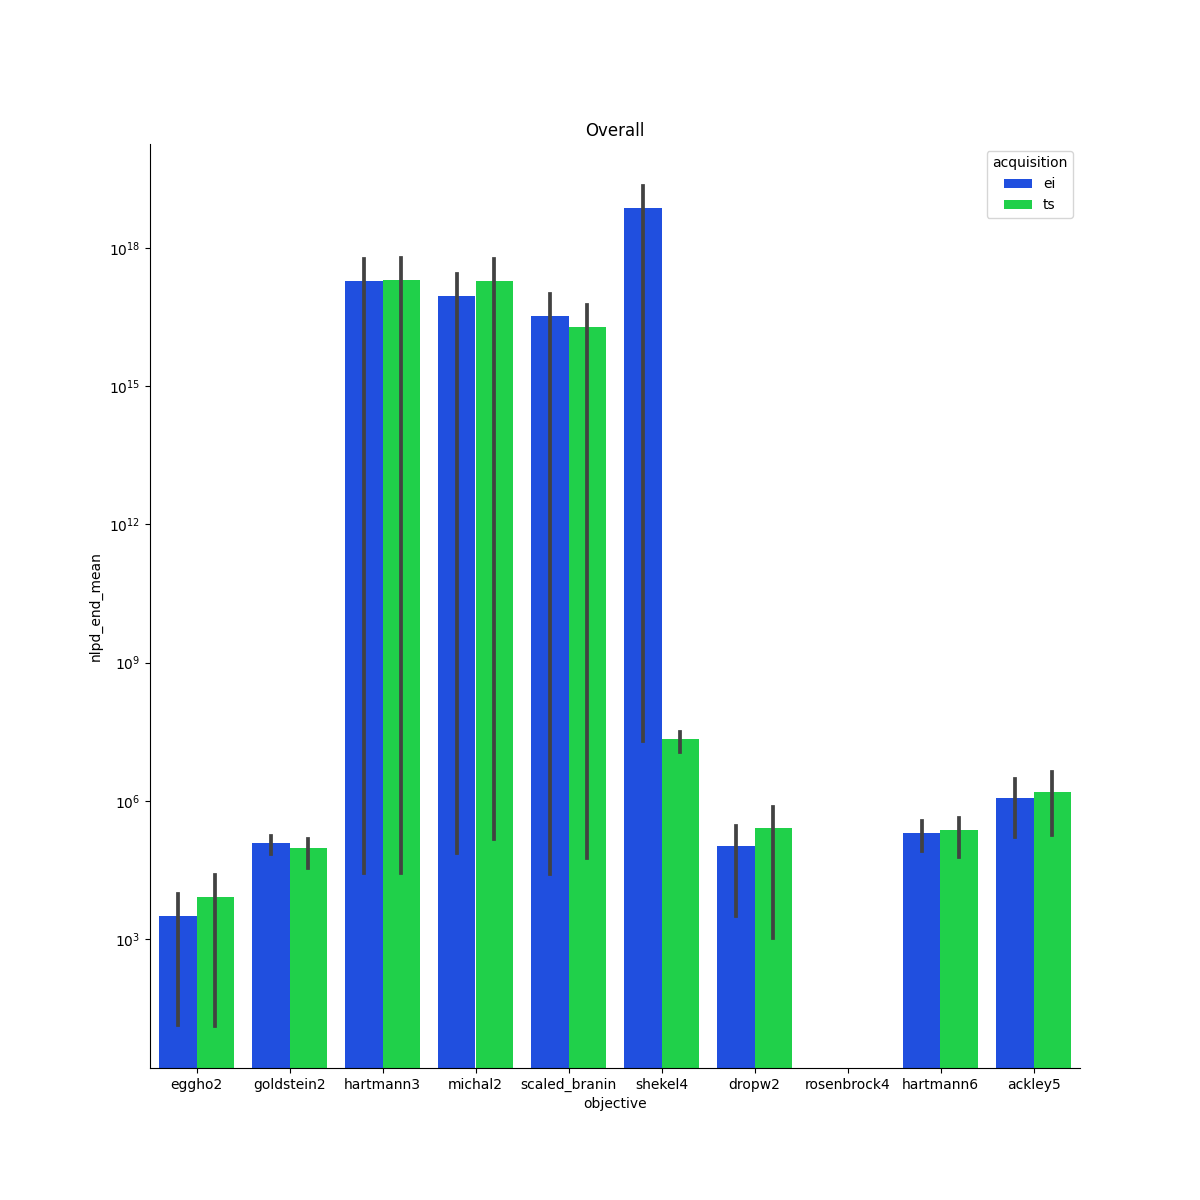 Overall
acquisition
ei
ts
10^18
10^15
10^12
10^9
10^6
10^3
nlpd_end_mean
eggho2 goldstein2 hartmann3 michal2 scaled_branin shekel4 dropw2 rosenbrock4 hartmann6 ackley5
objective